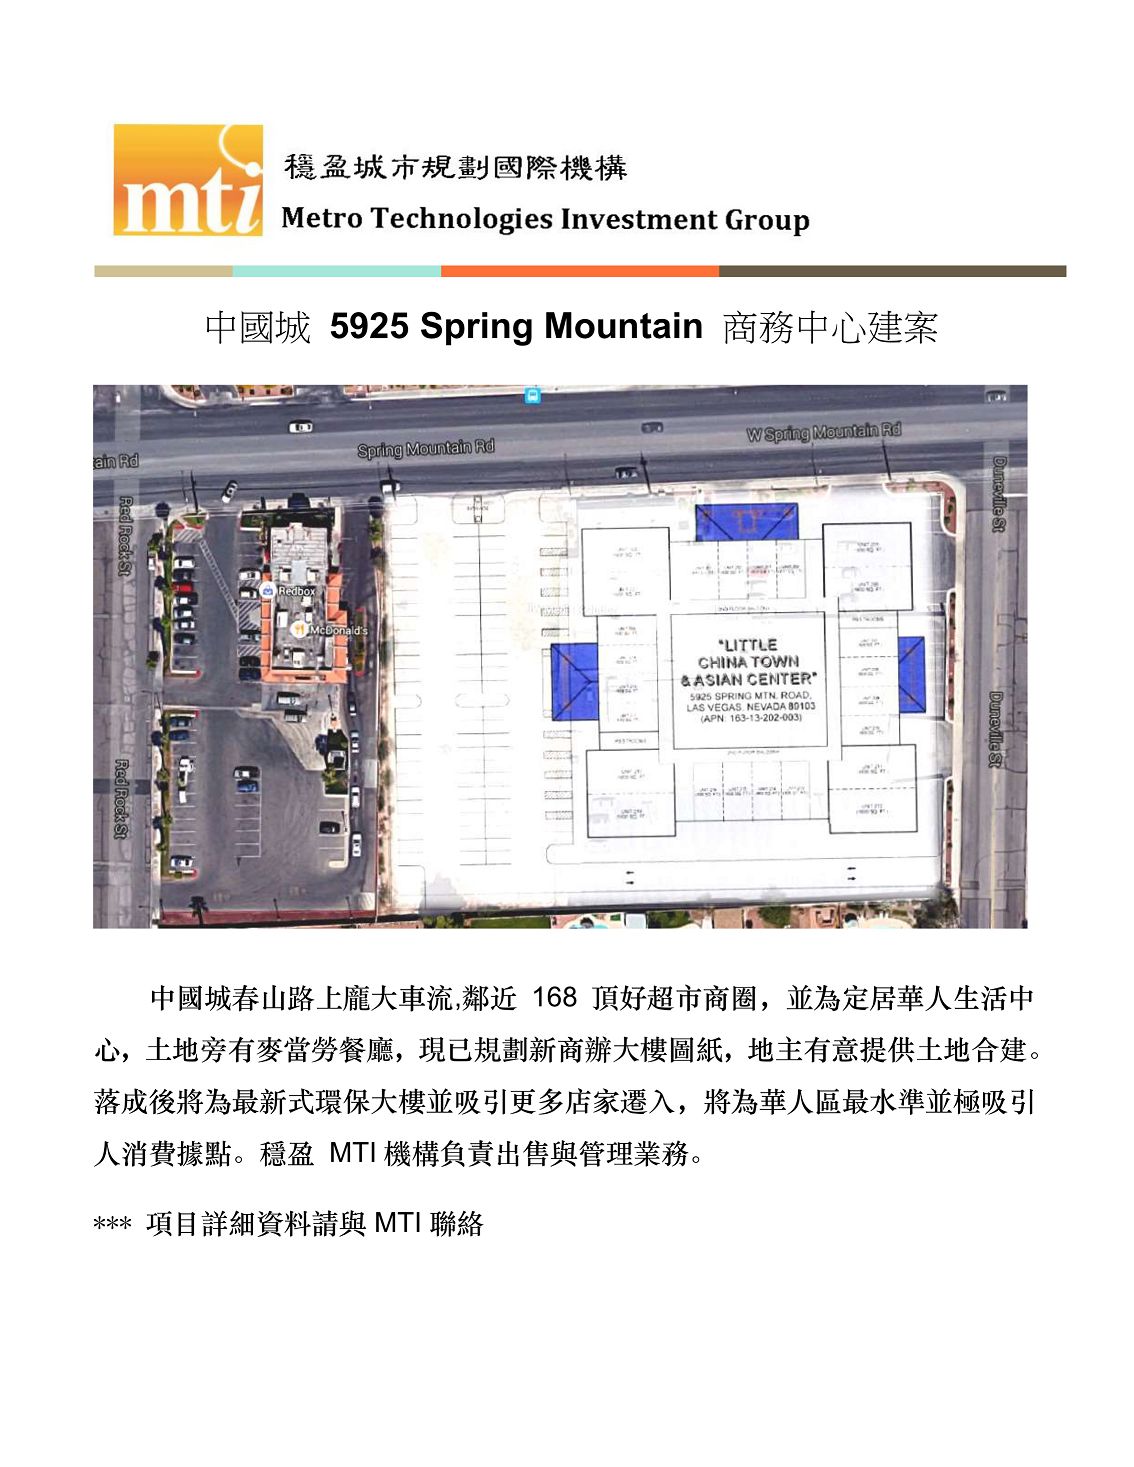 mti
穩盈城市規劃國際機構
Metro Technologies Investment Group
中國城 5925 Spring Mountain 商務中心建案
Spring Mountain Rd
W Spring Mountain Rd
ain Rd
Red Rock St
Duneville St
Redbox
McDonald's
"LITTLE
CHINA TOWN
& ASIAN CENTER"
5925 SPRING MTN. ROAD,
LAS VEGAS, NEVADA 89103
(APN: 163-13-202-003)
Duneville St
Red Rock St
中國城春山路上龐大車流,鄰近 168 頂好超市商圈，並為定居華人生活中
心，土地旁有麥當勞餐廳，現已規劃新商辦大樓圖紙，地主有意提供土地合建。
落成後將為最新式環保大樓並吸引更多店家遷入，將為華人區最水準並極吸引
人消費據點。穩盈 MTI 機構負責出售與管理業務。
*** 項目詳細資料請與 MTI 聯絡